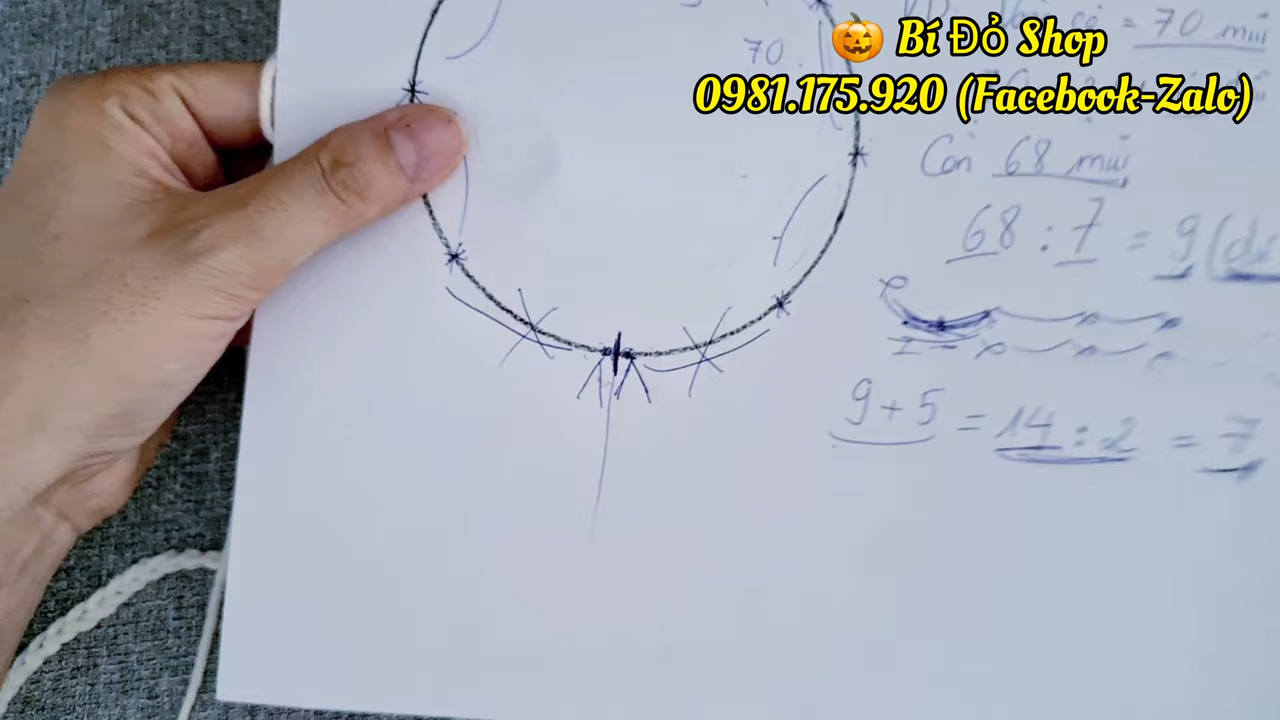 🎃 Bí Đỏ Shop
0981.175.920 (Facebook-Zalo)
= 70 mũi
70
Còn 68 mũi
68 : 7 = 9 (dư
9 + 5 = 14 : 2 = 7